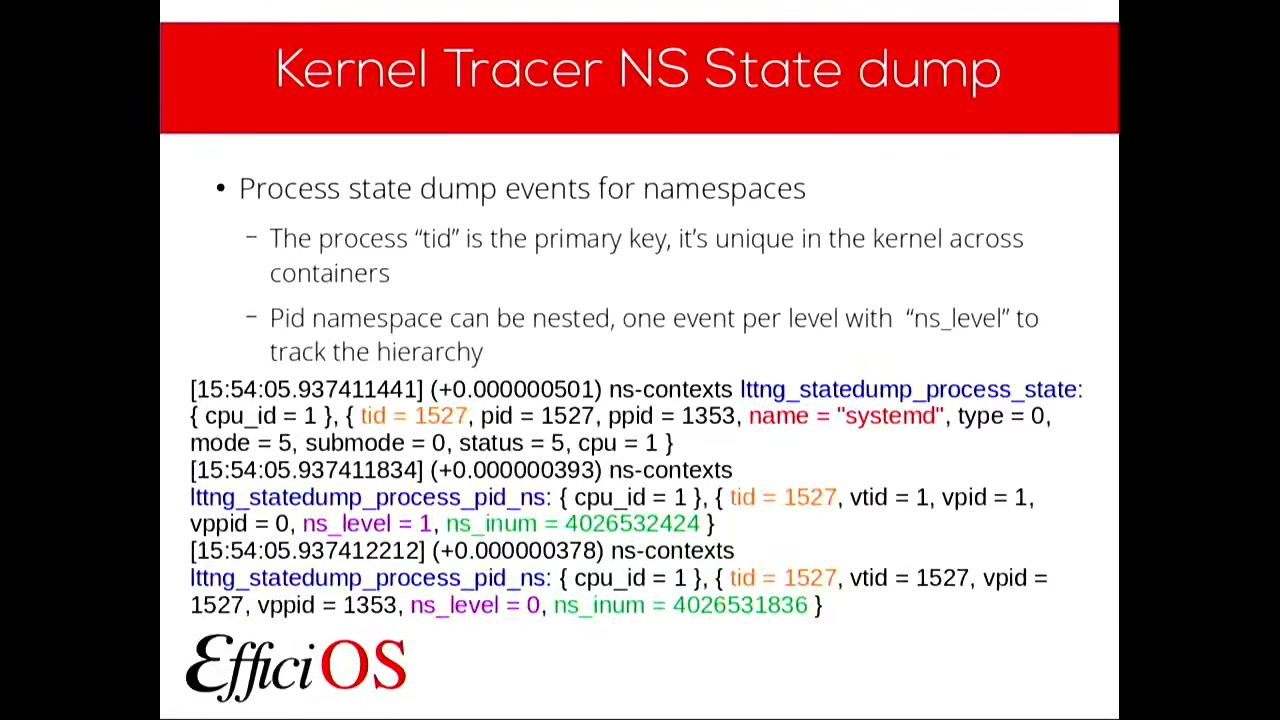 Kernel Tracer NS State dump
• Process state dump events for namespaces
– The process “tid” is the primary key, it’s unique in the kernel across
containers
– Pid namespace can be nested, one event per level with “ns_level” to
track the hierarchy
[15:54:05.937411441] (+0.000000501) ns-contexts lttng_statedump_process_state:
{ cpu_id = 1 }, { tid = 1527, pid = 1527, ppid = 1353, name = "systemd", type = 0,
mode = 5, submode = 0, status = 5, cpu = 1 }
[15:54:05.937411834] (+0.000000393) ns-contexts
lttng_statedump_process_pid_ns: { cpu_id = 1 }, { tid = 1527, vtid = 1, vpid = 1,
vppid = 0, ns_level = 1, ns_inum = 4026532424 }
[15:54:05.937412212] (+0.000000378) ns-contexts
lttng_statedump_process_pid_ns: { cpu_id = 1 }, { tid = 1527, vtid = 1527, vpid =
1527, vppid = 1353, ns_level = 0, ns_inum = 4026531836 }
EfficiOS